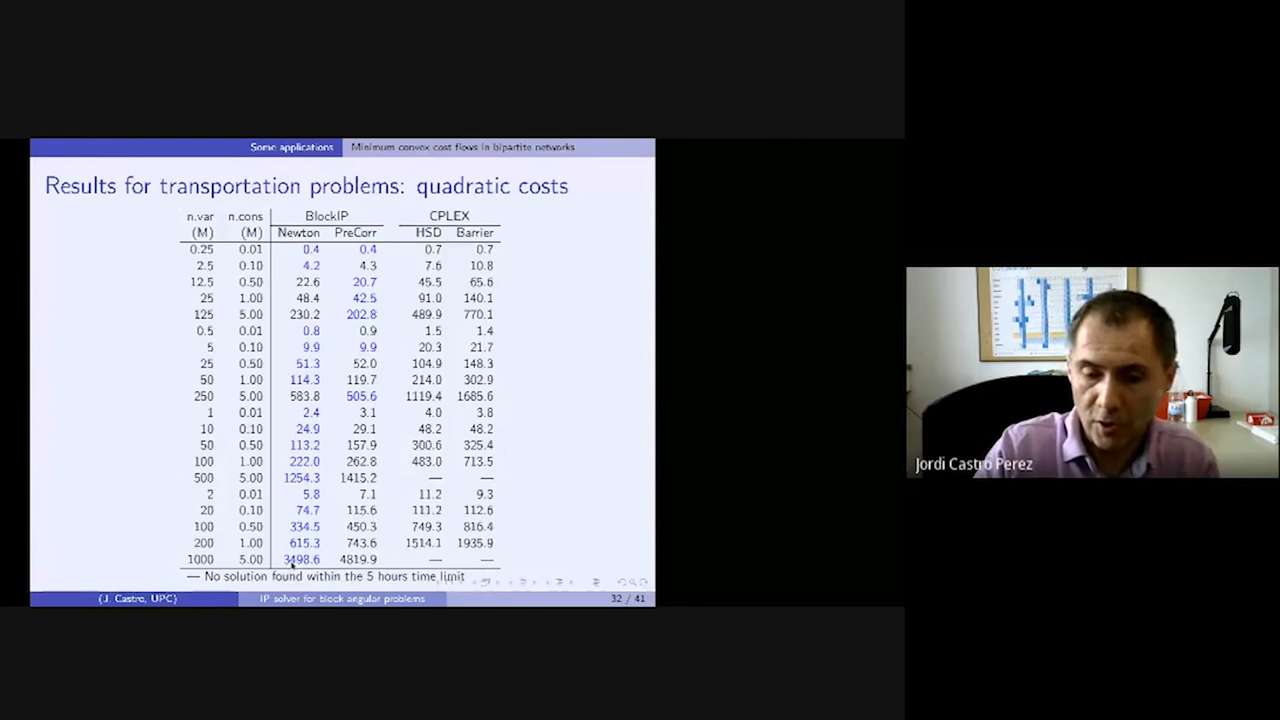 Some applications Minimum convex cost flows in bipartite networks
Results for transportation problems: quadratic costs
n.var n.cons BlockIP CPLEX
(M) (M) Newton PreCorr HSD Barrier
0.25 0.01 0.4 0.4 0.7 0.7
2.5 0.10 4.2 4.3 7.6 10.8
12.5 0.50 22.6 20.7 45.5 65.6
25 1.00 48.4 42.5 91.0 140.1
125 5.00 230.2 202.8 489.9 770.1
0.5 0.01 0.8 0.9 1.5 1.4
5 0.10 9.9 9.9 20.3 21.7
25 0.50 51.3 52.0 104.9 148.3
50 1.00 114.3 119.7 214.0 302.9
250 5.00 583.8 505.6 1119.4 1685.6
1 0.01 2.4 3.1 4.0 3.8
10 0.10 24.9 29.1 48.2 48.2
50 0.50 113.2 157.9 300.6 325.4
100 1.00 222.0 262.8 483.0 713.5
500 5.00 1254.3 1415.2 — —
2 0.01 5.8 7.1 11.2 9.3
20 0.10 74.7 115.6 111.2 112.6
100 0.50 334.5 450.3 749.3 816.4
200 1.00 615.3 743.6 1514.1 1935.9
1000 5.00 3498.6 4819.9 — —
— No solution found within the 5 hours time limit
(J. Castro, UPC) IP solver for block angular problems 32 / 41
Jordi Castro Perez